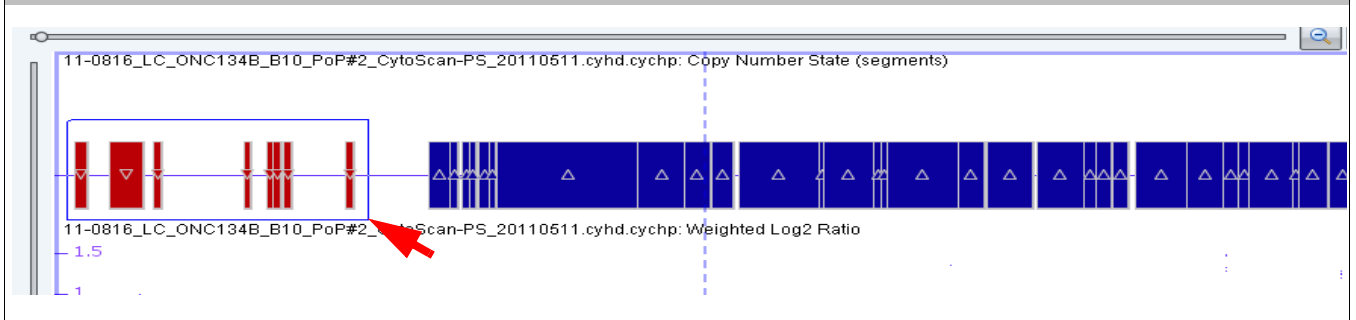 11-0816_LC_ONC134B_B10_PoP#2_CytoScan-PS_20110511.cyhd.cychp: Copy Number State (segments)
11-0816_LC_ONC134B_B10_PoP#2_CytoScan-PS_20110511.cyhd.cychp: Weighted Log2 Ratio
1.5
1